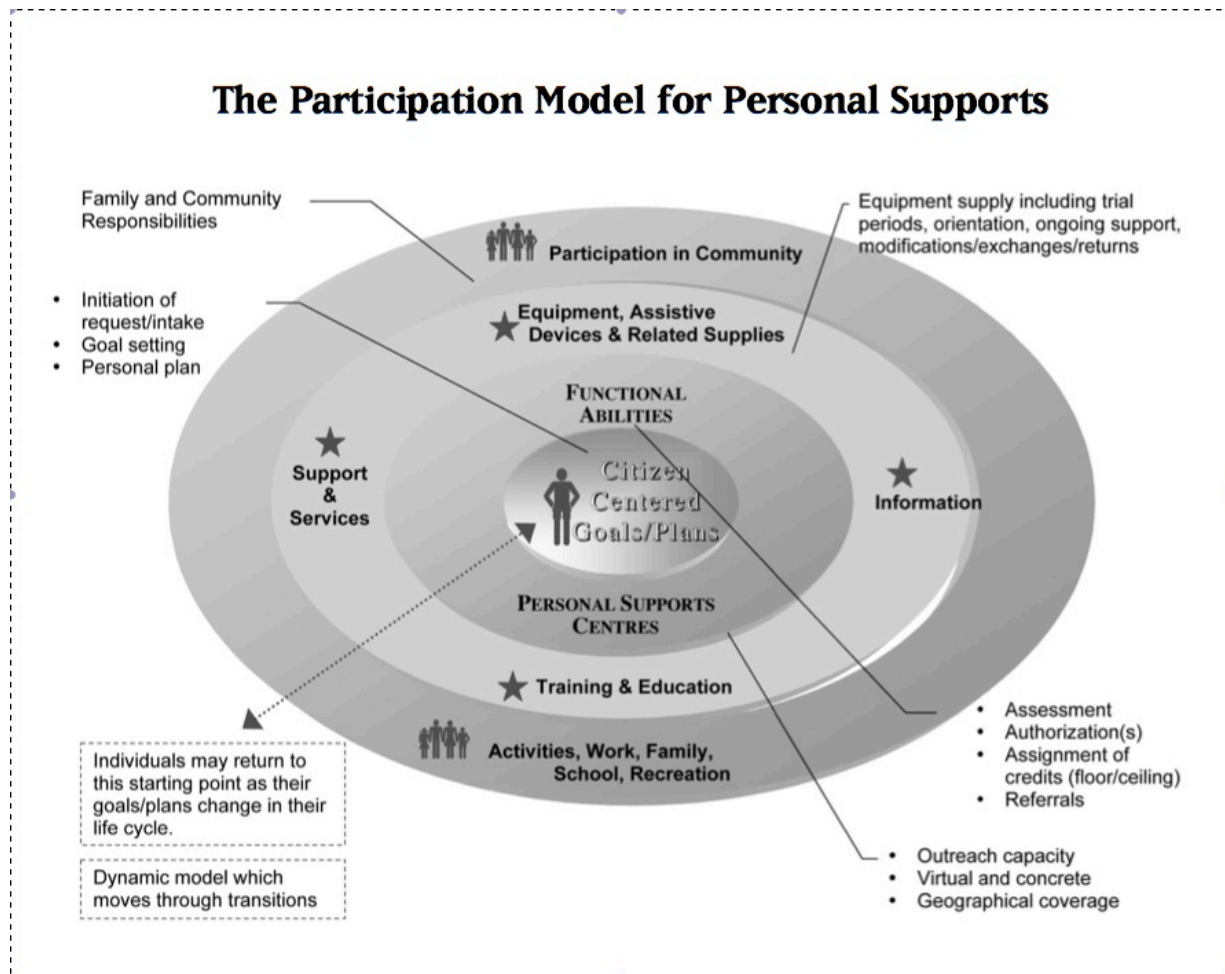 The Participation Model for Personal Supports
Family and Community
Responsibilities
Equipment supply including trial
periods, orientation, ongoing support,
modifications/exchanges/returns
Participation in Community
• Initiation of
request/intake
• Goal setting
• Personal plan
Equipment, Assistive
Devices & Related Supplies
FUNCTIONAL
ABILITIES
Support
&
Services
Citizen
Centered
Goals/Plans
Information
PERSONAL SUPPORTS
CENTRES
Training & Education
Activities, Work, Family,
School, Recreation
• Assessment
• Authorization(s)
• Assignment of
credits (floor/ceiling)
• Referrals
Individuals may return to
this starting point as their
goals/plans change in their
life cycle.
Dynamic model which
moves through transitions
• Outreach capacity
• Virtual and concrete
• Geographical coverage